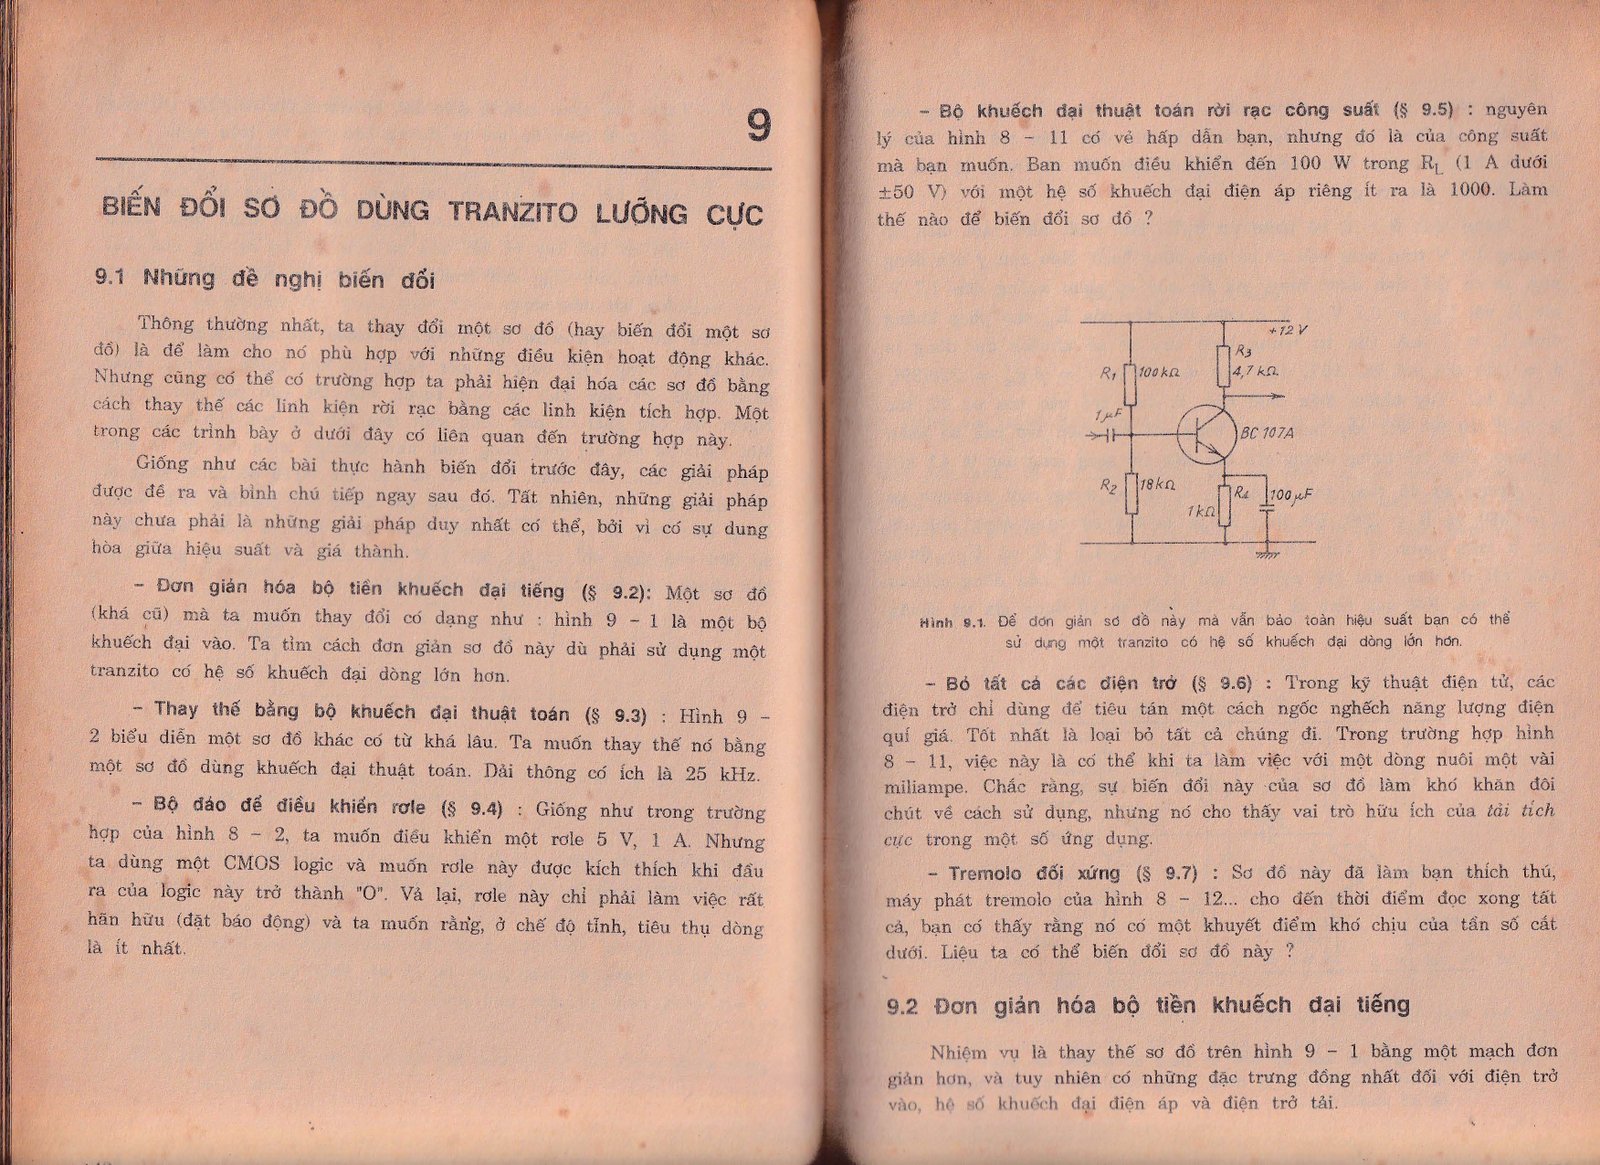 9
BIẾN ĐỔI SƠ ĐỒ DÙNG TRANZITO LƯỠNG CỰC
9.1 Những đề nghị biến đổi
Thông thường nhất, ta thay đổi một sơ đồ (hay biến đổi một sơ
đồ) là để làm cho nó phù hợp với những điều kiện hoạt động khác.
Nhưng cũng có thể có trường hợp ta phải hiện đai hóa các sơ đồ bằng
cách thay thế các linh kiện rời rạc bằng các linh kiện tích hợp. Một
trong các trình bày ở dưới đây có liên quan đến trường hợp này.
Giống như các bài thực hành biến đổi trước đây, các giải pháp
được đề ra và bình chú tiếp ngay sau đó. Tất nhiên, những giải pháp
này chưa phải là những giải pháp duy nhất có thể, bởi vì có sự dung
hòa giữa hiệu suất và giá thành.
– Đơn giản hóa bộ tiền khuếch đại tiếng (§ 9.2): Một sơ đồ
(khá cũ) mà ta muốn thay đổi có dạng như : hình 9 – 1 là một bộ
khuếch đại vào. Ta tìm cách đơn giản sơ đồ này dù phải sử dụng một
tranzito có hệ số khuếch đại dòng lớn hơn.
– Thay thế bằng bộ khuếch đại thuật toán (§ 9.3) : Hình 9 –
2 biểu diễn một sơ đồ khác có từ khá lâu. Ta muốn thay thế nó bằng
một sơ đồ dùng khuếch đại thuật toán. Dải thông có ích là 25 kHz.
– Bộ đảo để điều khiển rơle (§ 9.4) : Giống như trong trường
hợp của hình 8 – 2, ta muốn điều khiển một rơle 5 V, 1 A. Nhưng
ta dùng một CMOS logic và muốn rơle này được kích thích khi đầu
ra của logic này trở thành "O". Vả lại, rơle này chỉ phải làm việc rất
hãn hữu (đặt báo động) và ta muốn rằng, ở chế độ tĩnh, tiêu thụ dòng
là ít nhất.
– Bộ khuếch đại thuật toán rời rạc công suất (§ 9.5) : nguyên
lý của hình 8 – 11 có vẻ hấp dẫn bạn, nhưng đó là của công suất
mà bạn muốn. Ban muốn điều khiển đến 100 W trong RL (1 A dưới
±50 V) với một hệ số khuếch đại điện áp riêng ít ra là 1000. Làm
thế nào để biến đổi sơ đồ ?
+12 V
R3
R1 100kΩ 4,7 kΩ
1µF
BC 107A
R2 18kΩ R4 100µF
1kΩ
Hình 9.1. Để đơn giản sơ đồ này mà vẫn bảo toàn hiệu suất bạn có thể
sử dụng một tranzito có hệ số khuếch đại dòng lớn hơn.
– Bỏ tất cả các điện trở (§ 9.6) : Trong kỹ thuật điện tử, các
điện trở chỉ dùng để tiêu tán một cách ngốc nghếch năng lượng điện
quí giá. Tốt nhất là loại bỏ tất cả chúng đi. Trong trường hợp hình
8 – 11, việc này là có thể khi ta làm việc với một dòng nuôi một vài
miliampe. Chắc rằng, sự biến đổi này của sơ đồ làm khó khăn đôi
chút về cách sử dụng, nhưng nó cho thấy vai trò hữu ích của tải tích
cực trong một số ứng dụng.
– Tremolo đối xứng (§ 9.7) : Sơ đồ này đã làm bạn thích thú,
máy phát tremolo của hình 8 – 12... cho đến thời điểm đọc xong tất
cả, bạn có thấy rằng nó có một khuyết điểm khó chịu của tần số cắt
dưới. Liệu ta có thể biến đổi sơ đồ này ?
9.2 Đơn giản hóa bộ tiền khuếch đại tiếng
Nhiệm vụ là thay thế sơ đồ trên hình 9 – 1 bằng một mạch đơn
giản hơn, và tuy nhiên có những đặc trưng đồng nhất đối với điện trở
vào, hệ số khuếch đại điện áp và điện trở tải.